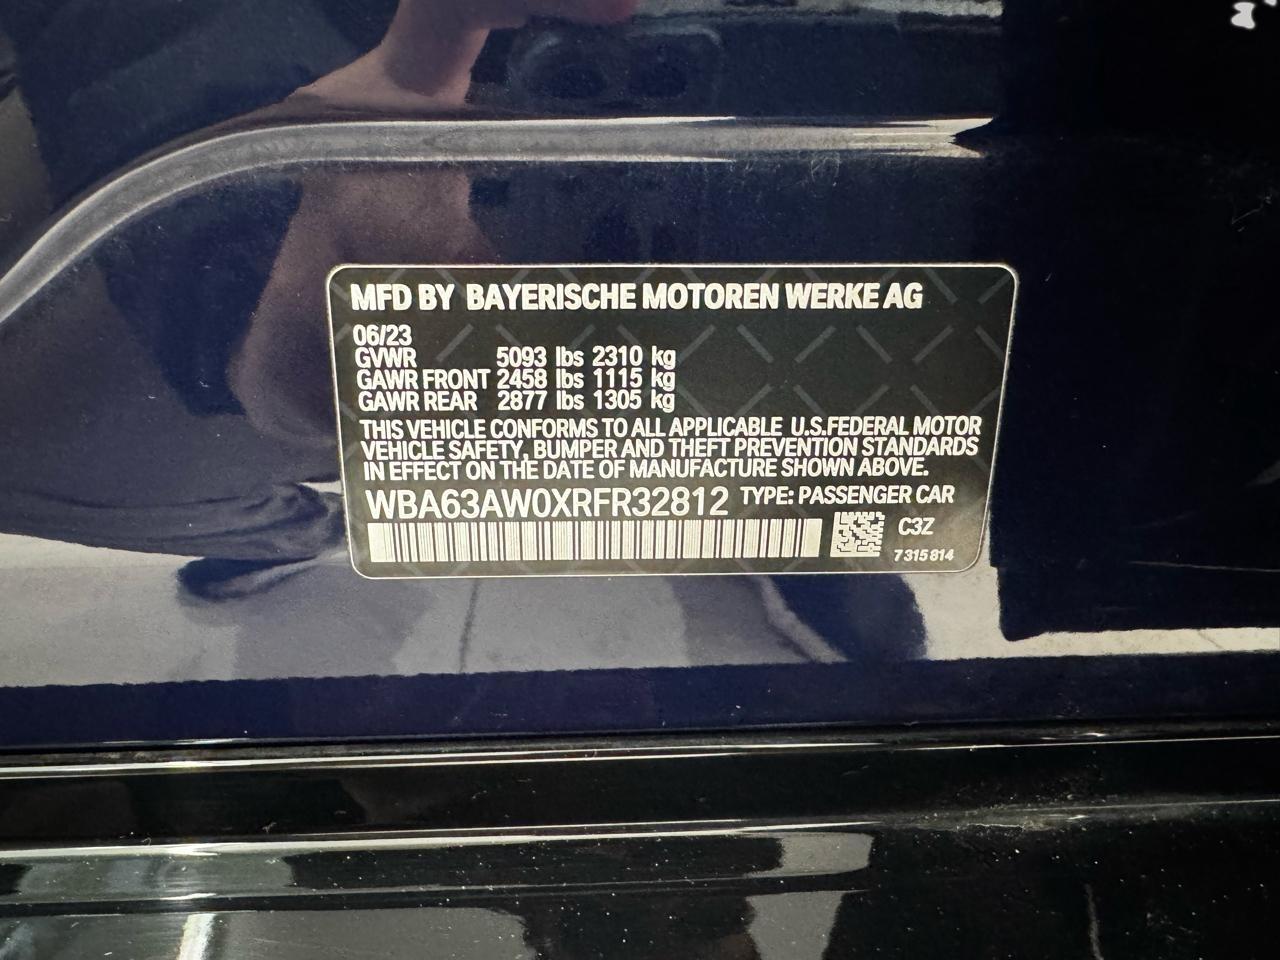 MFD BY BAYERISCHE MOTOREN WERKE AG
06/23
GVWR 5093 lbs 2310 kg
GAWR FRONT 2458 lbs 1115 kg
GAWR REAR 2877 lbs 1305 kg
THIS VEHICLE CONFORMS TO ALL APPLICABLE U.S.FEDERAL MOTOR
VEHICLE SAFETY, BUMPER AND THEFT PREVENTION STANDARDS
IN EFFECT ON THE DATE OF MANUFACTURE SHOWN ABOVE.
WBA63AW0XRFR32812 TYPE: PASSENGER CAR
C3Z
7315814